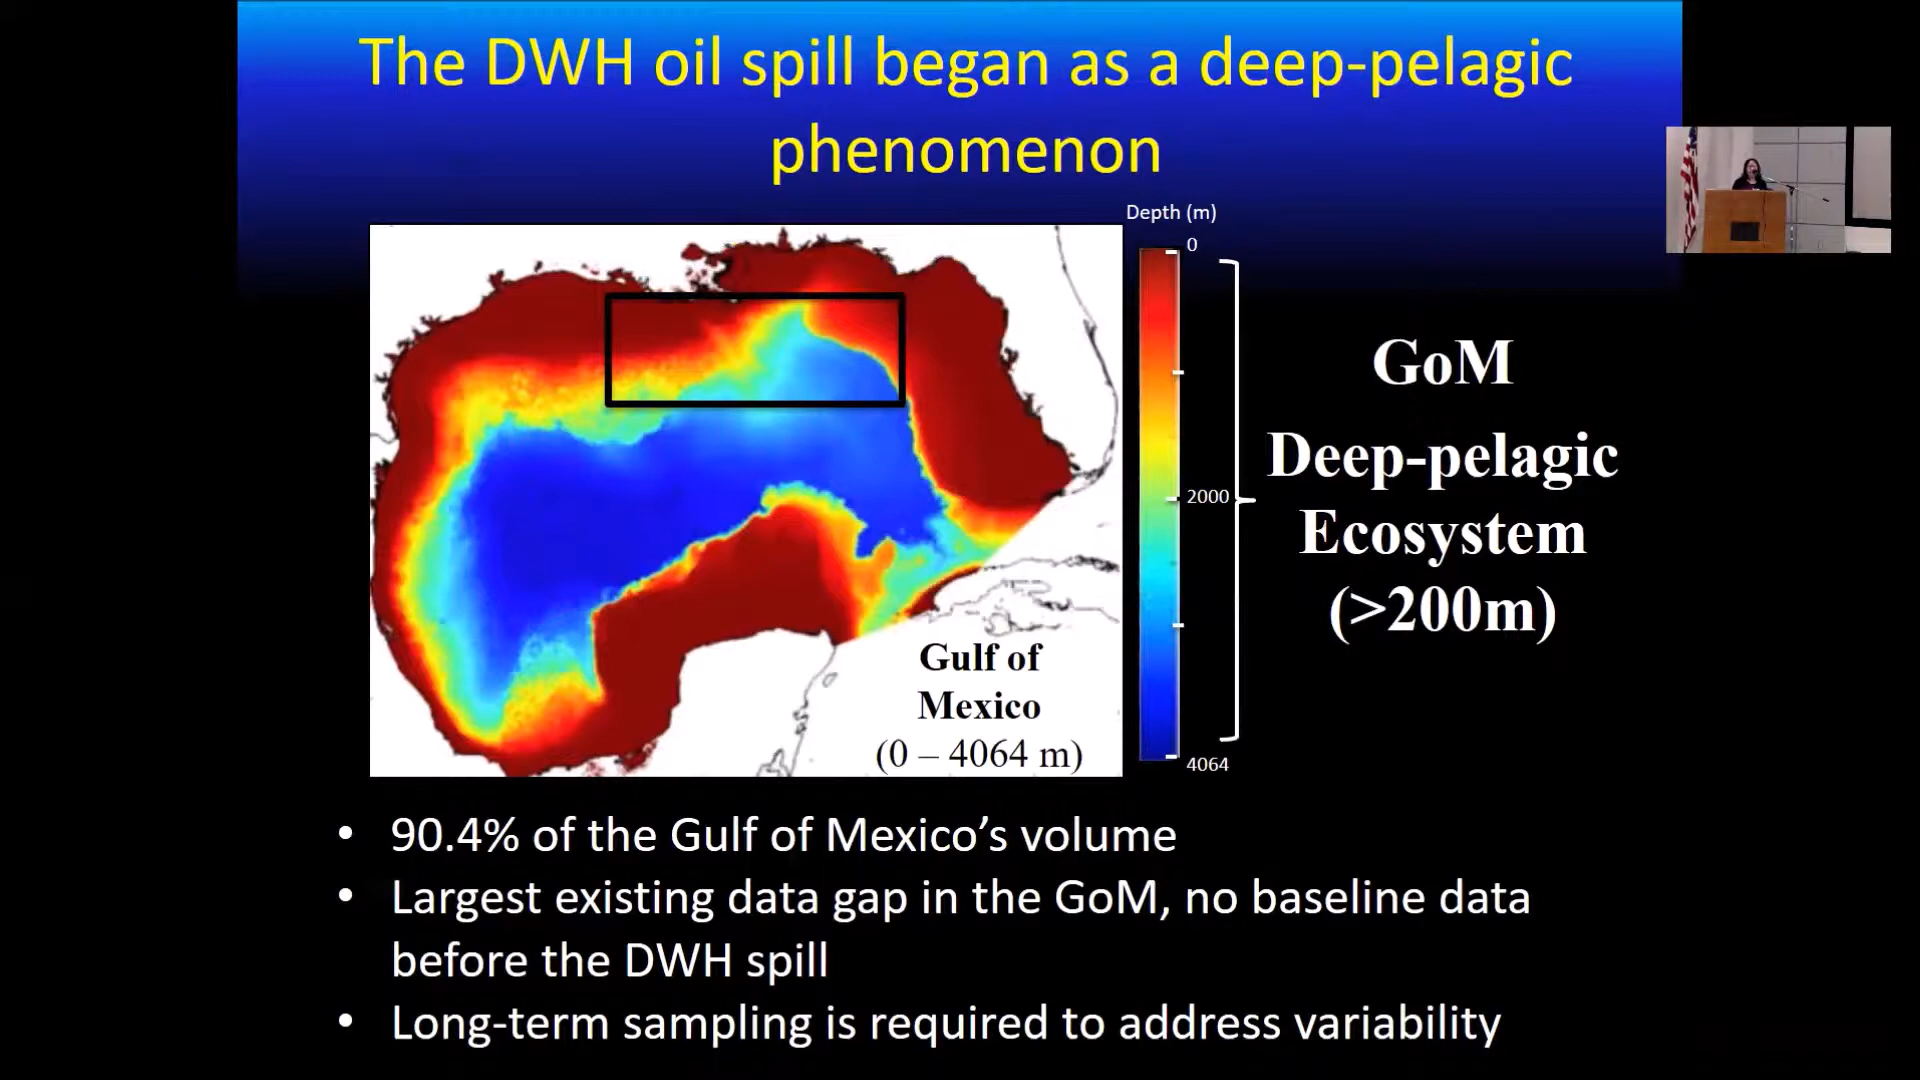 The DWH oil spill began as a deep-pelagic
phenomenon
Depth (m)
0
2000
4064
GoM
Deep-pelagic
Ecosystem
(>200m)
Gulf of
Mexico
(0 – 4064 m)
• 90.4% of the Gulf of Mexico’s volume
• Largest existing data gap in the GoM, no baseline data
before the DWH spill
• Long-term sampling is required to address variability